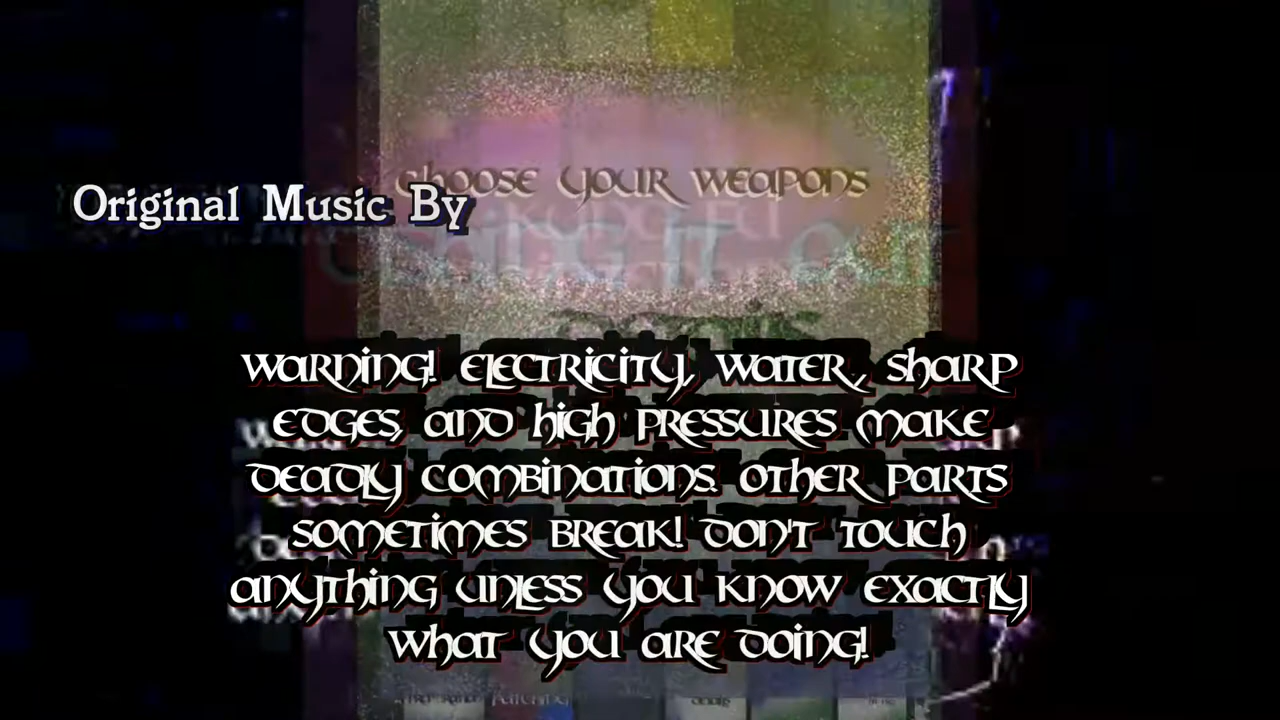 Choose your weapons
Original Music By
Warning! Electricity, water, sharp
edges, and high pressures make
deadly combinations. Other parts
sometimes break! Don't touch
anything unless you know exactly
what you are doing!